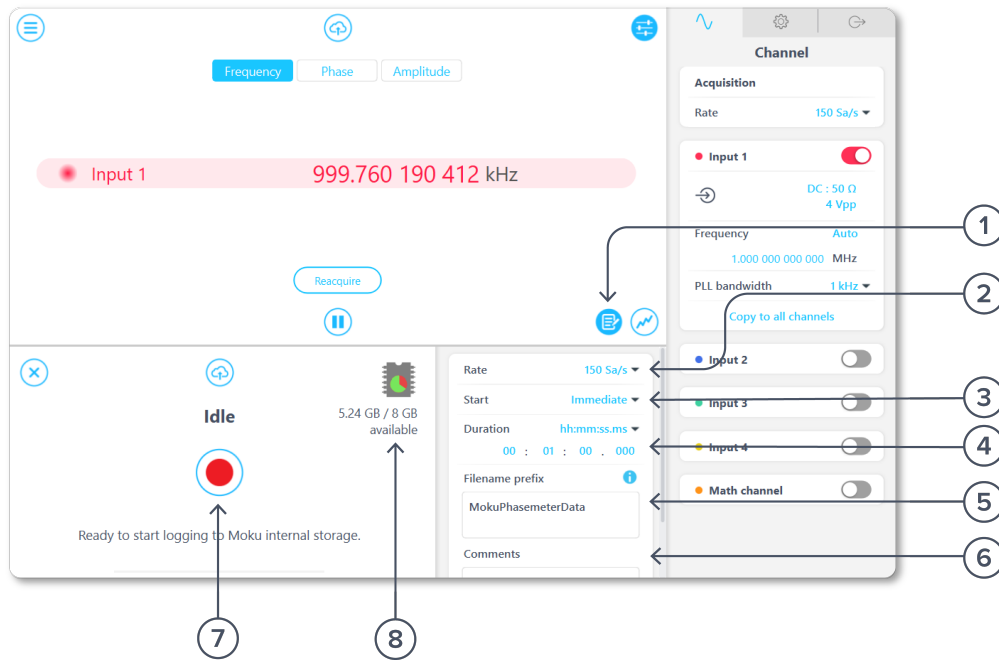 Frequency
Phase
Amplitude
Input 1
999.760 190 412 kHz
Reacquire
Channel
Acquisition
Rate
150 Sa/s
Input 1
DC : 50 Ω
4 Vpp
Frequency
Auto
1.000 000 000 000 MHz
PLL bandwidth
1 kHz
Copy to all channels
Input 2
Input 3
Input 4
Math channel
Idle
5.24 GB / 8 GB
available
Ready to start logging to Moku internal storage.
Rate
150 Sa/s
Start
Immediate
Duration
hh:mm:ss.ms
00 : 01 : 00 . 000
Filename prefix
i
MokuPhasemeterData
Comments
1
2
3
4
5
6
7
8